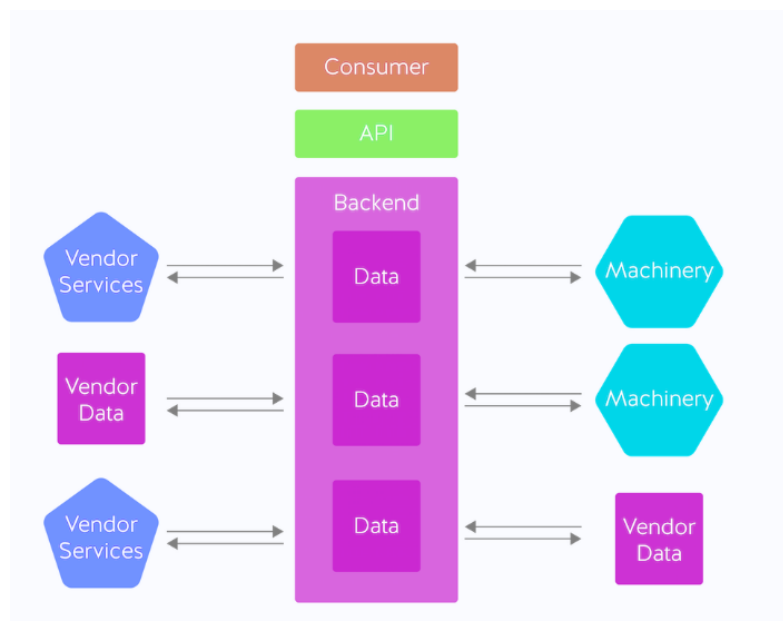 Consumer
API
Backend
Vendor
Services
Data
Machinery
Vendor
Data
Data
Machinery
Vendor
Services
Data
Vendor
Data